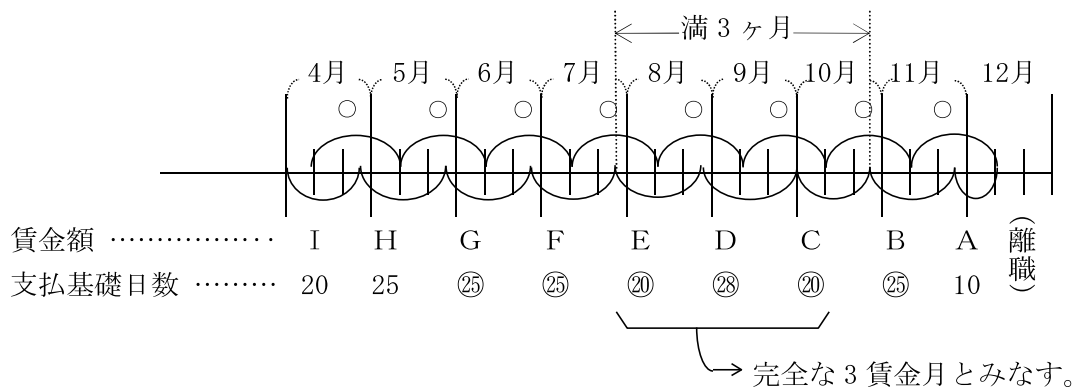 満3ヶ月
4月 5月 6月 7月 8月 9月 10月 11月 12月
○ ○ ○ ○ ○ ○ ○ ○
賃金額 ……………… I H G F E D C B A (離職)
支払基礎日数 ……… 20 25 ㉕ ㉕ ⑳ ㉘ ⑳ ㉕ 10
完全な3賃金月とみなす。